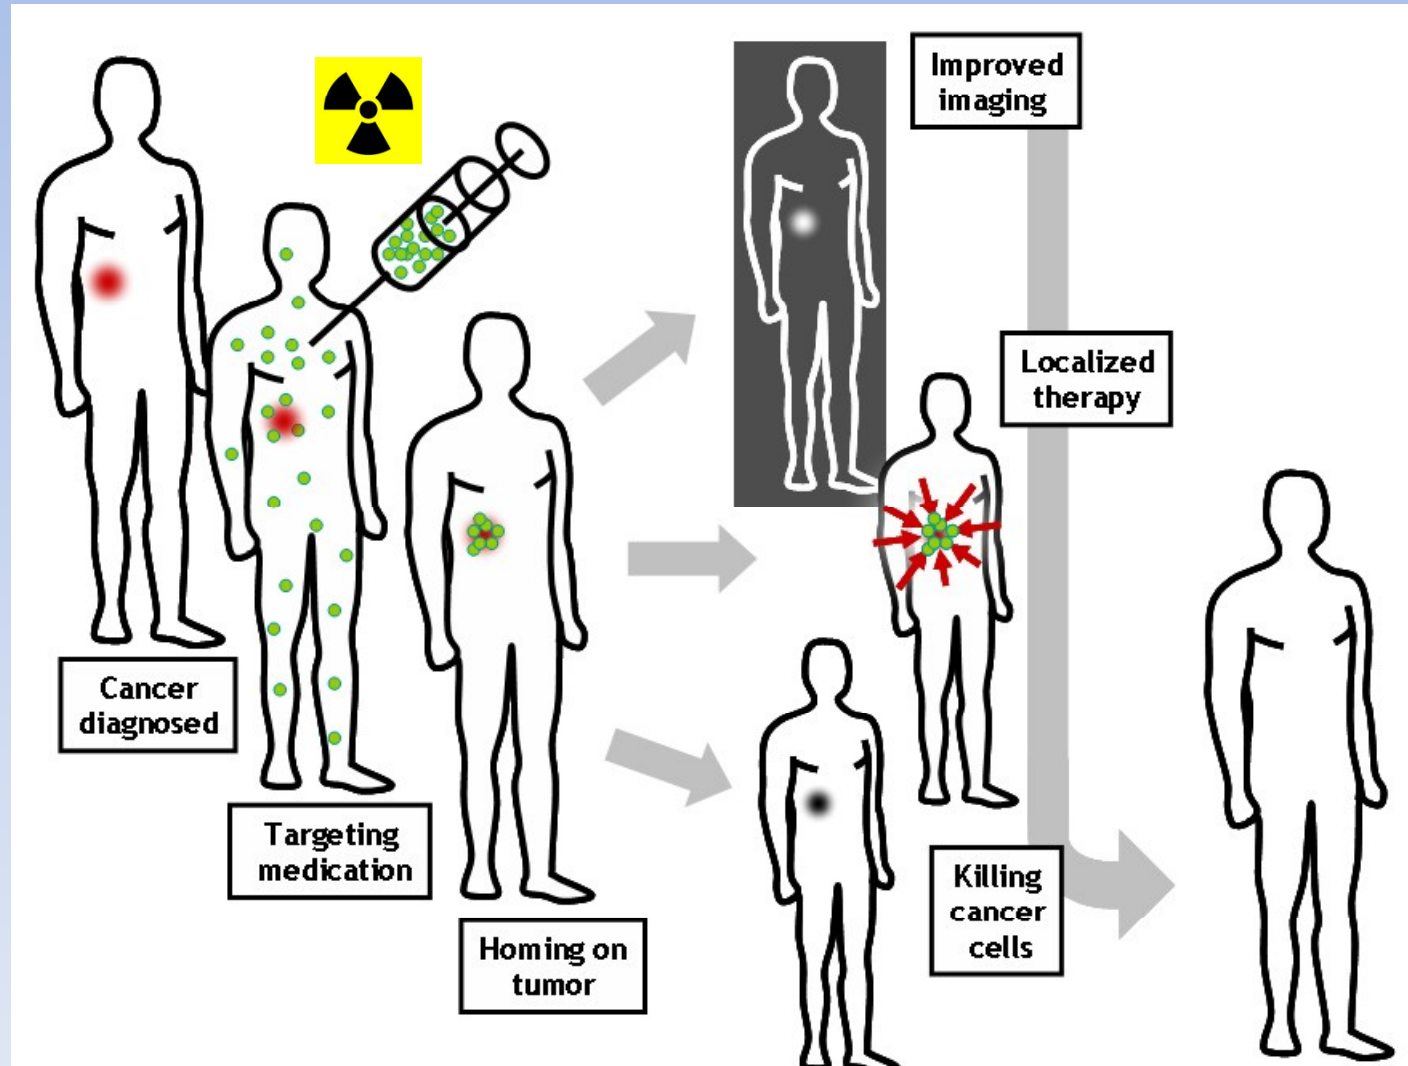 Cancer
diagnosed
Targeting
medication
Homing on
tumor
Improved
imaging
Localized
therapy
Killing
cancer
cells